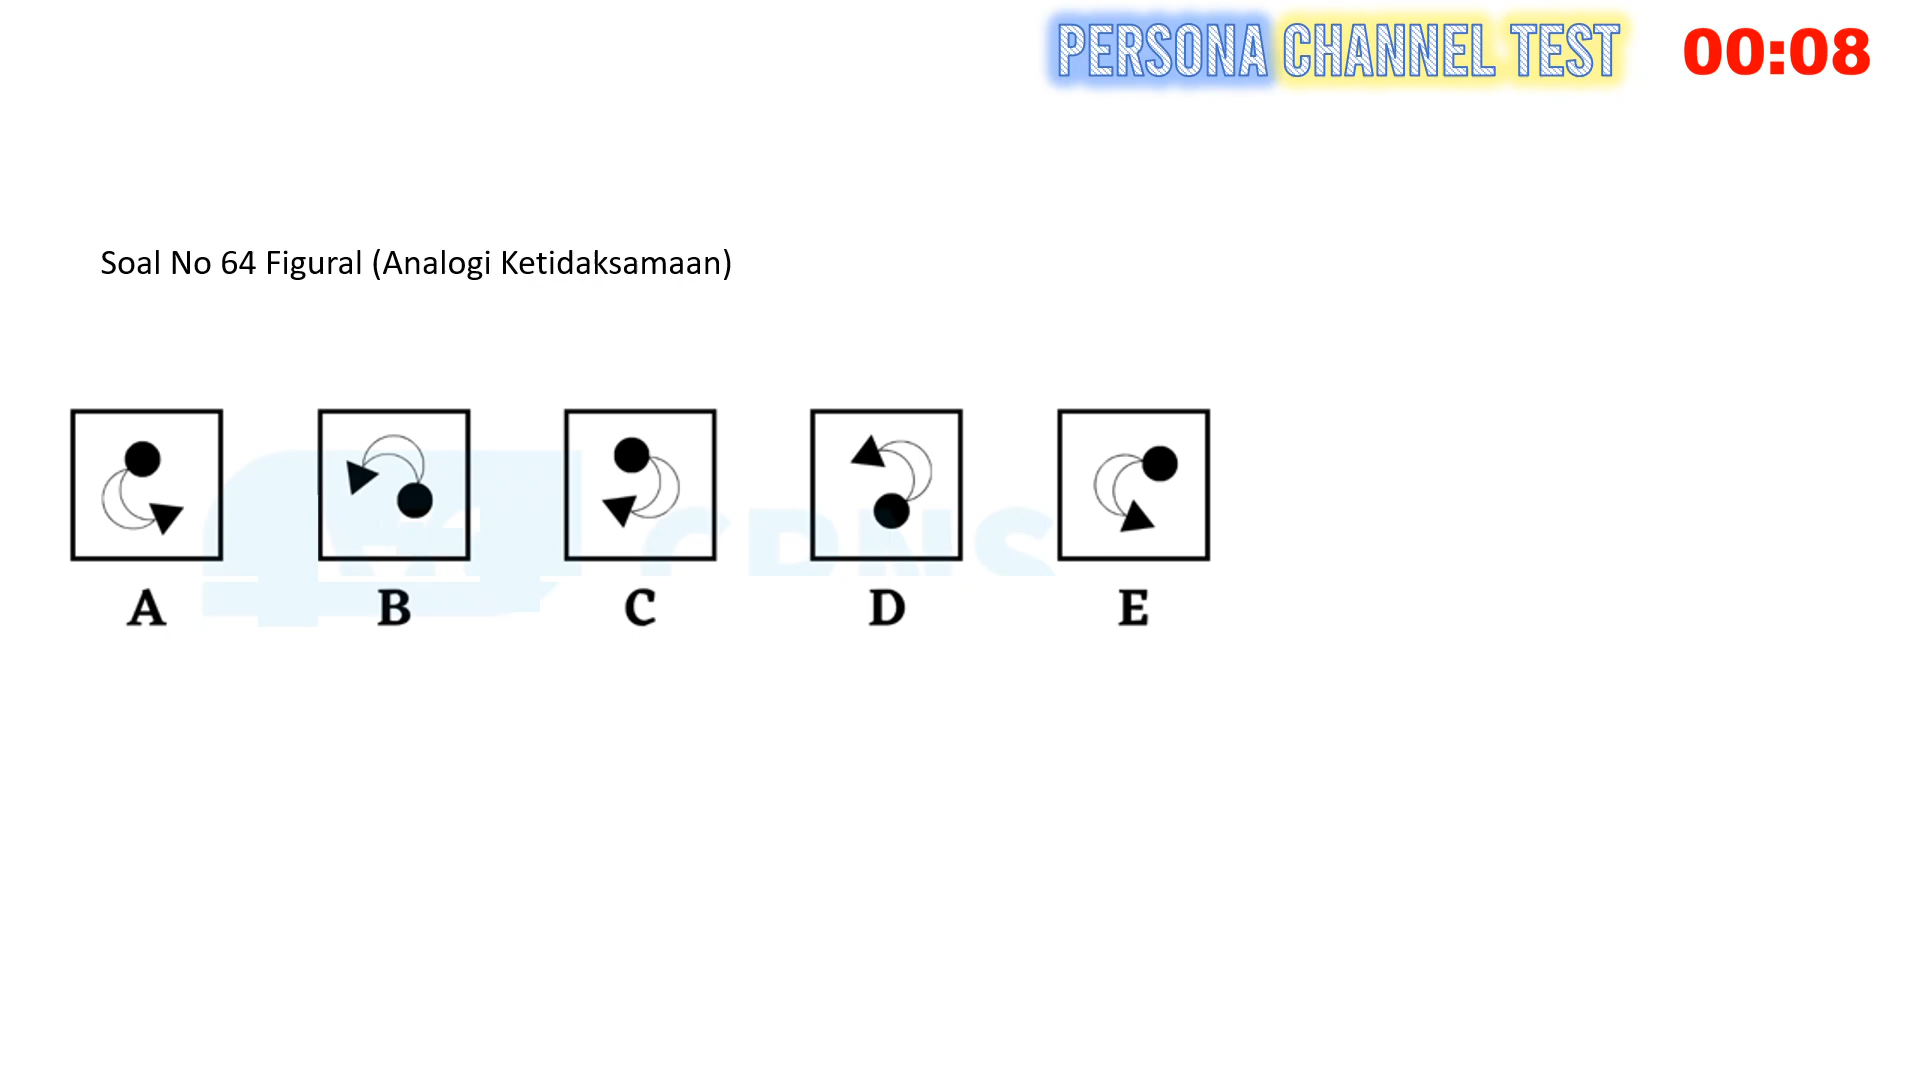 PERSONA CHANNEL TEST 00:08
Soal No 64 Figural (Analogi Ketidaksamaan)
A B C D E